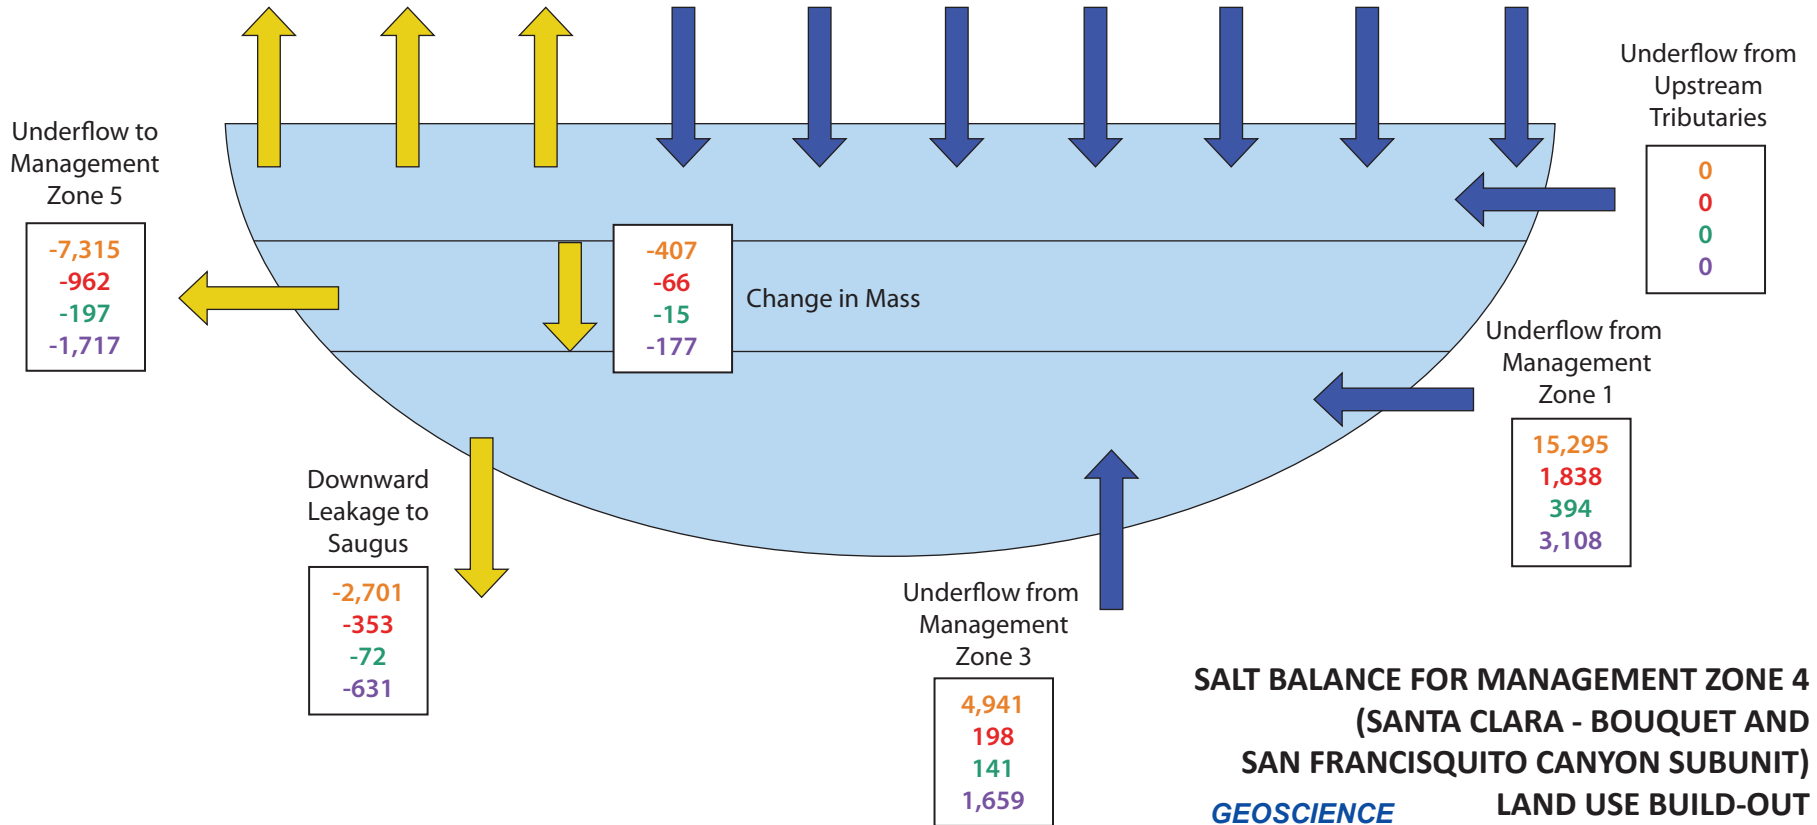 Underflow from
Upstream
Tributaries
0
0
0
0
Underflow to
Management
Zone 5
-7,315
-962
-197
-1,717
-407
-66
-15
-177
Change in Mass
Underflow from
Management
Zone 1
15,295
1,838
394
3,108
Downward
Leakage to
Saugus
-2,701
-353
-72
-631
Underflow from
Management
Zone 3
4,941
198
141
1,659
SALT BALANCE FOR MANAGEMENT ZONE 4
(SANTA CLARA - BOUQUET AND
SAN FRANCISQUITO CANYON SUBUNIT)
LAND USE BUILD-OUT
GEOSCIENCE